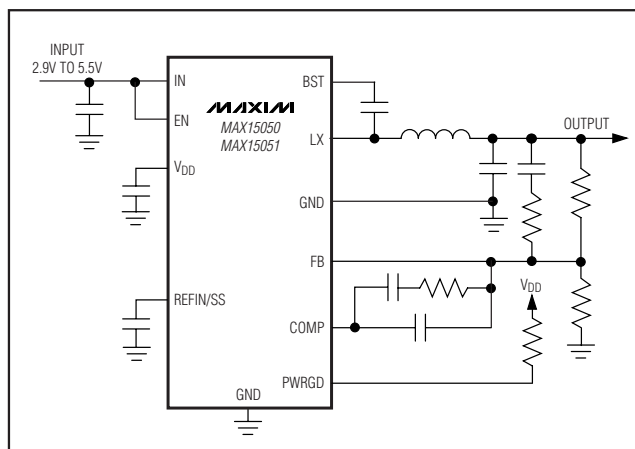 INPUT
2.9V TO 5.5V
IN
EN
VDD
REFIN/SS
GND
MAXIM
MAX15050
MAX15051
BST
LX
GND
FB
COMP
PWRGD
OUTPUT
VDD